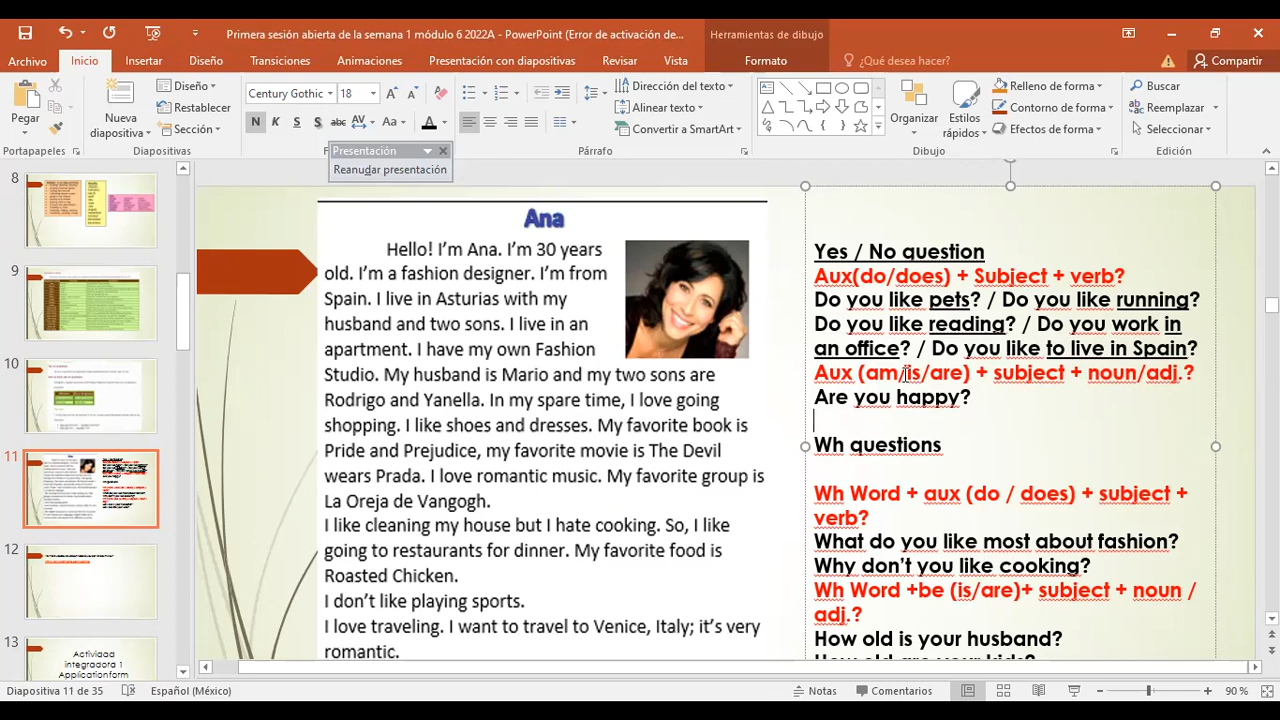 Primera sesión abierta de la semana 1 módulo 6 2022A - PowerPoint (Error de activación de...
Herramientas de dibujo
Archivo
Inicio
Insertar
Diseño
Transiciones
Animaciones
Presentación con diapositivas
Revisar
Vista
Formato
¿Qué desea hacer?
Compartir
Pegar
Nueva diapositiva
Diseño
Restablecer
Sección
Century Gothic
18
N K S abc AV Aa A
Dirección del texto
Alinear texto
Convertir a SmartArt
Organizar
Estilos rápidos
Relleno de forma
Contorno de forma
Efectos de forma
Buscar
Reemplazar
Seleccionar
Portapapeles
Diapositivas
F
Párrafo
Dibujo
Edición
Presentación
Reanudar presentación
8
9
10
11
12
13
Actividad
integradora 1
Applicationform
Ana
Hello! I'm Ana. I'm 30 years
old. I'm a fashion designer. I'm from
Spain. I live in Asturias with my
husband and two sons. I live in an
apartment. I have my own Fashion
Studio. My husband is Mario and my two sons are
Rodrigo and Yanella. In my spare time, I love going
shopping. I like shoes and dresses. My favorite book is
Pride and Prejudice, my favorite movie is The Devil
wears Prada. I love romantic music. My favorite group is
La Oreja de Vangogh.
I like cleaning my house but I hate cooking. So, I like
going to restaurants for dinner. My favorite food is
Roasted Chicken.
I don't like playing sports.
I love traveling. I want to travel to Venice, Italy; it's very
romantic.
Yes / No question
Aux(do/does) + Subject + verb?
Do you like pets? / Do you like running?
Do you like reading? / Do you work in
an office? / Do you like to live in Spain?
Aux (am/is/are) + subject + noun/adj.?
Are you happy?
Wh questions
Wh Word + aux (do / does) + subject +
verb?
What do you like most about fashion?
Why don't you like cooking?
Wh Word +be (is/are)+ subject + noun /
adj.?
How old is your husband?
How old are your kids?
Diapositiva 11 de 35
Español (México)
Notas
Comentarios
90 %